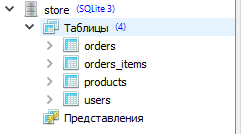 store (SQLite 3)
Таблицы (4)
orders
orders_items
products
users
Представления